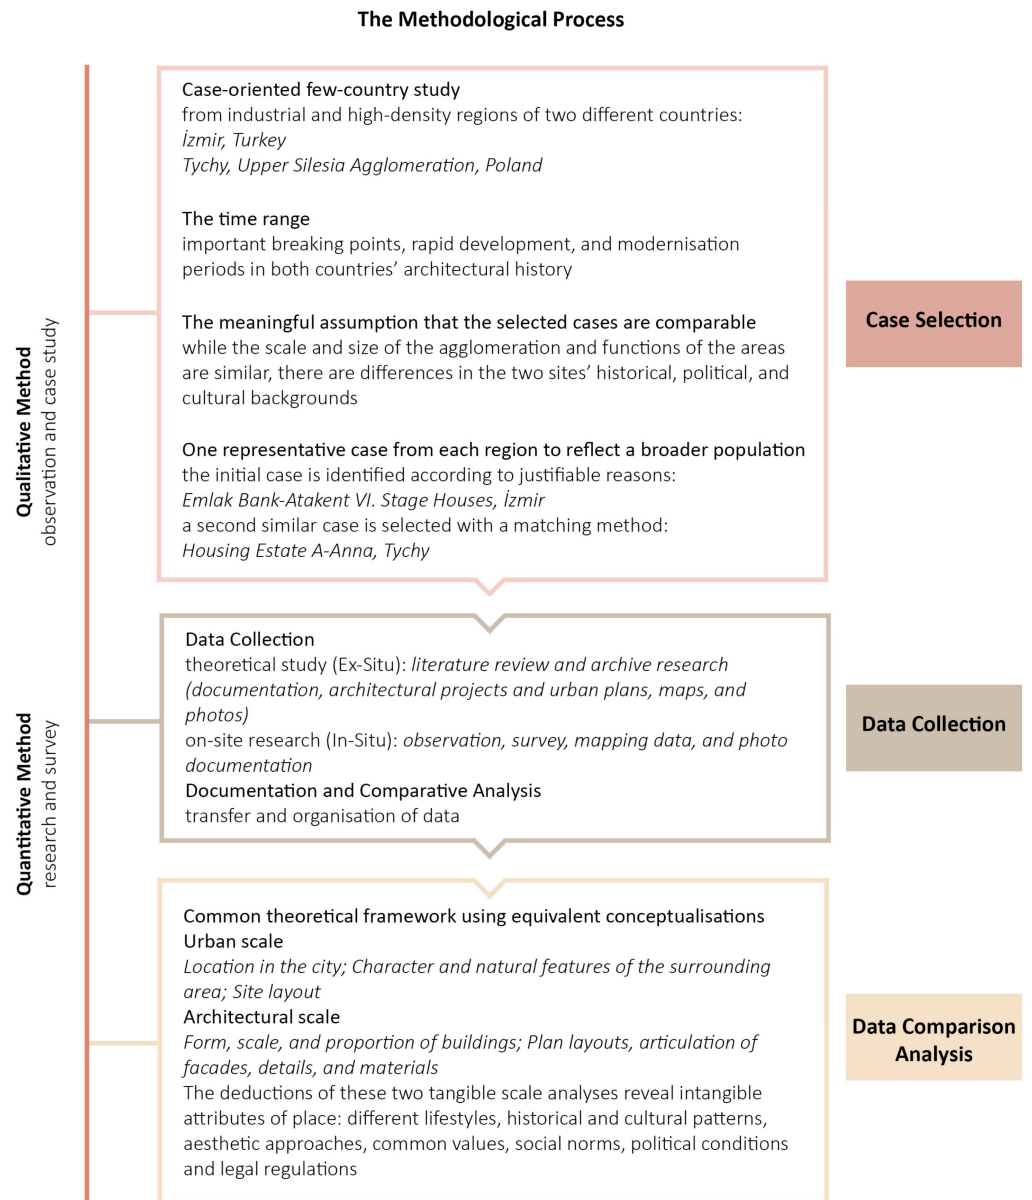 The Methodological Process
Qualitative Method
observation and case study
Case-oriented few-country study
from industrial and high-density regions of two different countries:
İzmir, Turkey
Tychy, Upper Silesia Agglomeration, Poland
The time range
important breaking points, rapid development, and modernisation
periods in both countries’ architectural history
The meaningful assumption that the selected cases are comparable
while the scale and size of the agglomeration and functions of the areas
are similar, there are differences in the two sites’ historical, political, and
cultural backgrounds
One representative case from each region to reflect a broader population
the initial case is identified according to justifiable reasons:
Emlak Bank-Atakent VI. Stage Houses, İzmir
a second similar case is selected with a matching method:
Housing Estate A-Anna, Tychy
Case Selection
Quantitative Method
research and survey
Data Collection
theoretical study (Ex-Situ): literature review and archive research
(documentation, architectural projects and urban plans, maps, and
photos)
on-site research (In-Situ): observation, survey, mapping data, and photo
documentation
Documentation and Comparative Analysis
transfer and organisation of data
Data Collection
Common theoretical framework using equivalent conceptualisations
Urban scale
Location in the city; Character and natural features of the surrounding
area; Site layout
Architectural scale
Form, scale, and proportion of buildings; Plan layouts, articulation of
facades, details, and materials
The deductions of these two tangible scale analyses reveal intangible
attributes of place: different lifestyles, historical and cultural patterns,
aesthetic approaches, common values, social norms, political conditions
and legal regulations
Data Comparison
Analysis